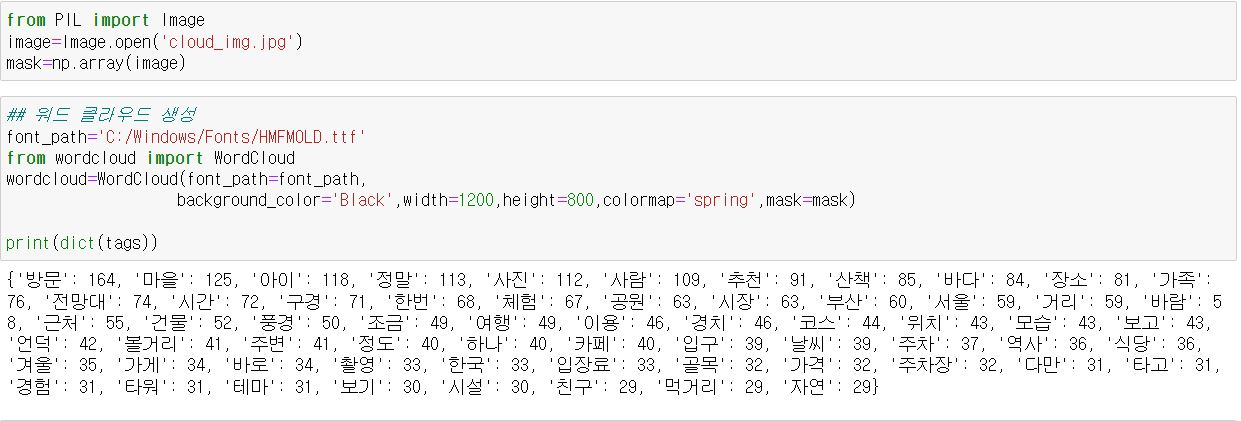 from PIL import Image
image=Image.open('cloud_img.jpg')
mask=np.array(image)
## 워드 클라우드 생성
font_path='C:/Windows/Fonts/HMFMOLD.ttf'
from wordcloud import WordCloud
wordcloud=WordCloud(font_path=font_path,
background_color='Black',width=1200,height=800,colormap='spring',mask=mask)
print(dict(tags))
{'방문': 164, '마을': 125, '아이': 118, '정말': 113, '사진': 112, '사람': 109, '추천': 91, '산책': 85, '바다': 84, '장소': 81, '가족':
76, '전망대': 74, '시간': 72, '구경': 71, '한번': 68, '체험': 67, '공원': 63, '시장': 63, '부산': 60, '서울': 59, '거리': 59, '바람': 5
8, '근처': 55, '건물': 52, '풍경': 50, '조금': 49, '여행': 49, '이용': 46, '경치': 46, '코스': 44, '위치': 43, '모습': 43, '보고': 43,
'언덕': 42, '볼거리': 41, '주변': 41, '정도': 40, '하나': 40, '카페': 40, '입구': 39, '날씨': 39, '주차': 37, '역사': 36, '식당': 36,
'겨울': 35, '가게': 34, '바로': 34, '촬영': 33, '한국': 33, '입장료': 33, '골목': 32, '가격': 32, '주차장': 32, '다만': 31, '타고': 31,
'경험': 31, '타워': 31, '테마': 31, '보기': 30, '시설': 30, '친구': 29, '먹거리': 29, '자연': 29}